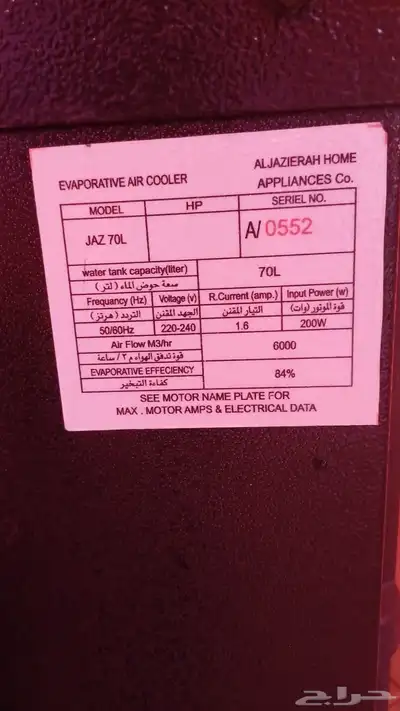 EVAPORATIVE AIR COOLER
ALJAZIERAH HOME
APPLIANCES Co.
MODEL HP SERIEL NO.
JAZ 70L A/ 0552
water tank capacity(liter) 70L
سعة حوض الماء ( لتر )
Frequancy (Hz) Voltage (v) R.Current (amp.) Input Power (w)
التردد ( هرتز ) الجهد المقنن التيار المقنن قوة الموتور (وات)
50/60Hz 220-240 1.6 200W
Air Flow M3/hr 6000
قوة تدفق الهواء م٣ / ساعة
EVAPORATIVE EFFECIENCY 84%
كفاءة التبخير
SEE MOTOR NAME PLATE FOR
MAX . MOTOR AMPS & ELECTRICAL DATA
حراج